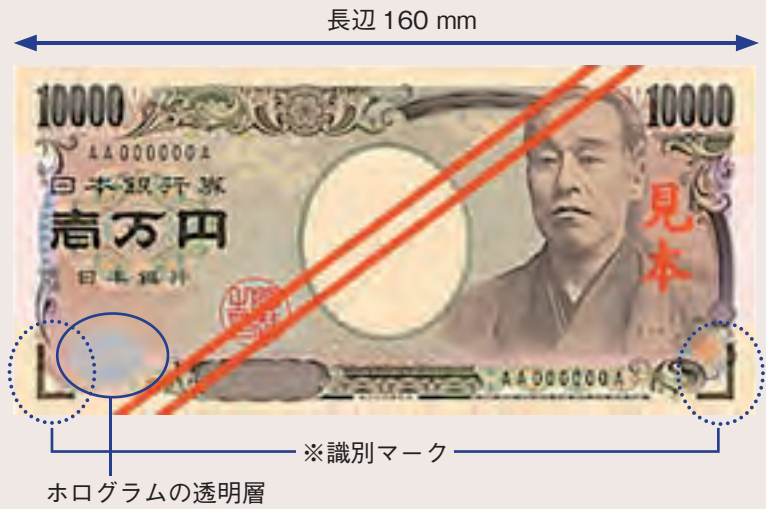 長辺 160 mm
10000
10000
AA000000A
日本銀行券
壱万円
日本銀行
見本
AA000000A
※識別マーク
ホログラムの透明層